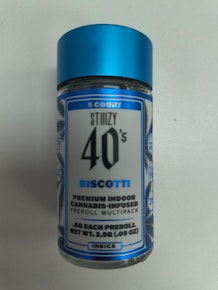 5 COUNT
STIIIZY
40's
BISCOTTI
PREMIUM INDOOR
CANNABIS-INFUSED
PREROLL MULTIPACK
.5G EACH PREROLL
NET WT. 2.5G (.09 OZ)
INDICA